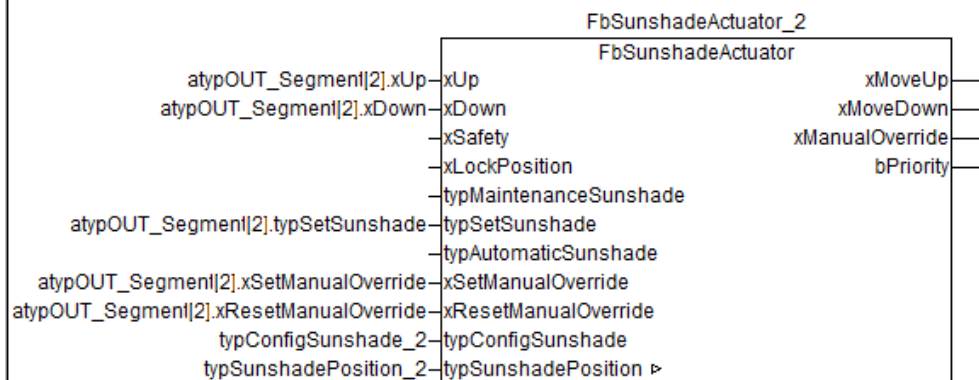 FbSunshadeActuator_2
FbSunshadeActuator
atypOUT_Segment[2].xUp xUp xMoveUp
atypOUT_Segment[2].xDown xDown xMoveDown
xSafety xManualOverride
xLockPosition bPriority
typMaintenanceSunshade
atypOUT_Segment[2].typSetSunshade typSetSunshade
typAutomaticSunshade
atypOUT_Segment[2].xSetManualOverride xSetManualOverride
atypOUT_Segment[2].xResetManualOverride xResetManualOverride
typConfigSunshade_2 typConfigSunshade
typSunshadePosition_2 typSunshadePosition ▹